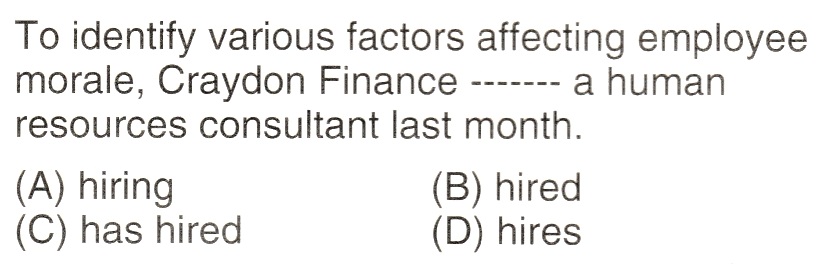 To identify various factors affecting employee
morale, Craydon Finance ------- a human
resources consultant last month.
(A) hiring (B) hired
(C) has hired (D) hires